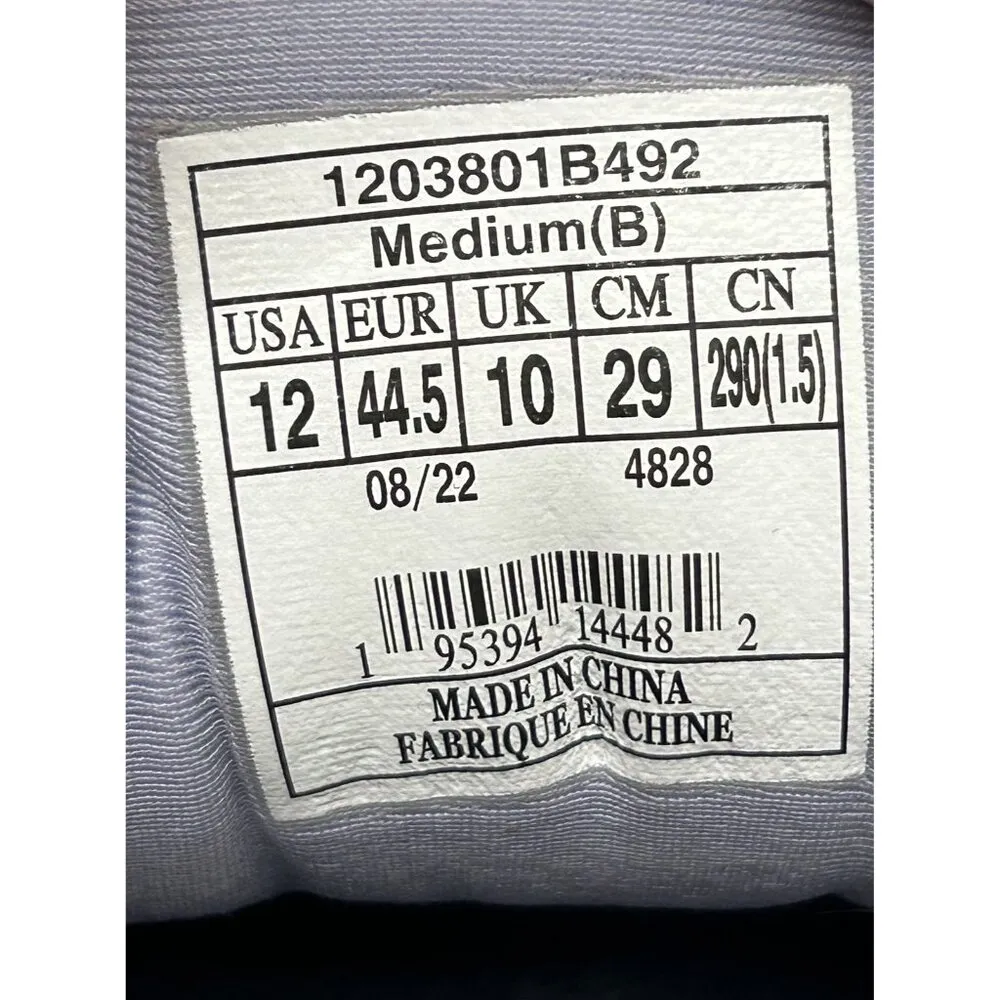 1203801B492
Medium(B)
USA EUR UK CM CN
12 44.5 10 29 290(1.5)
08/22 4828
1 95394 14448 2
MADE IN CHINA
FABRIQUE EN CHINE